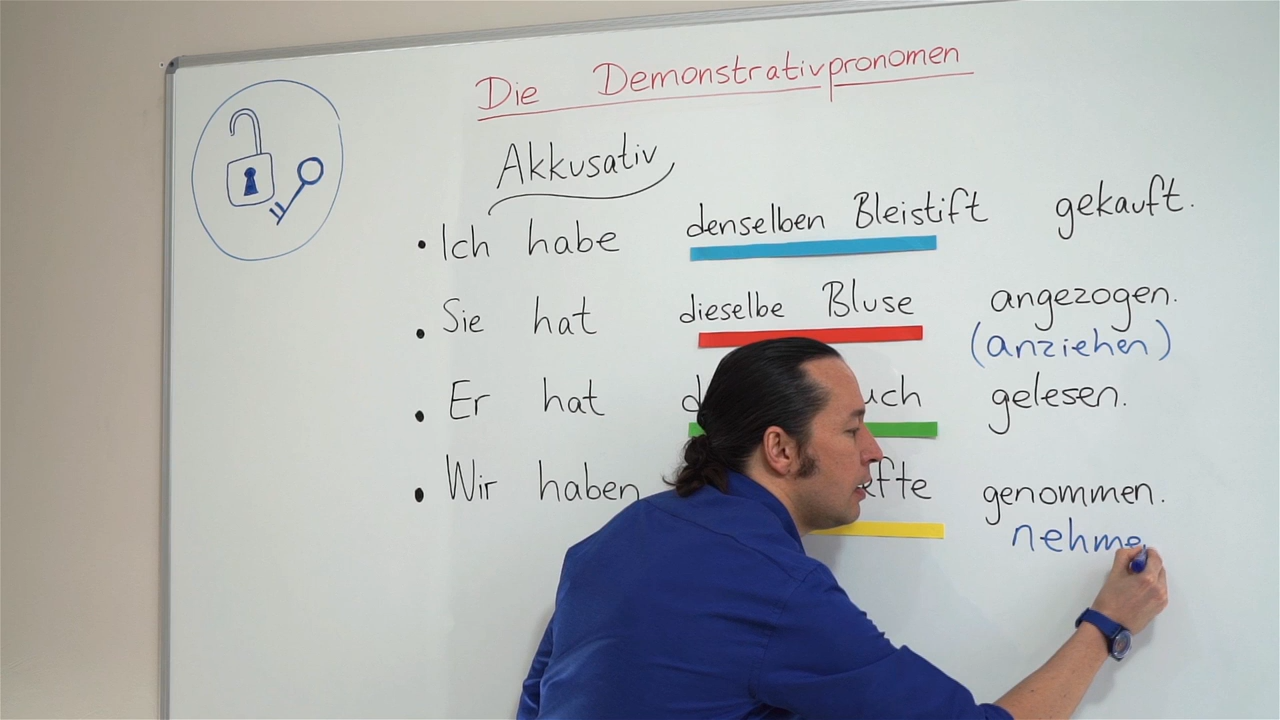 Die Demonstrativpronomen
Akkusativ
• Ich habe denselben Bleistift gekauft.
• Sie hat dieselbe Bluse angezogen.
(anziehen)
• Er hat gelesen.
• Wir haben genommen.
nehme